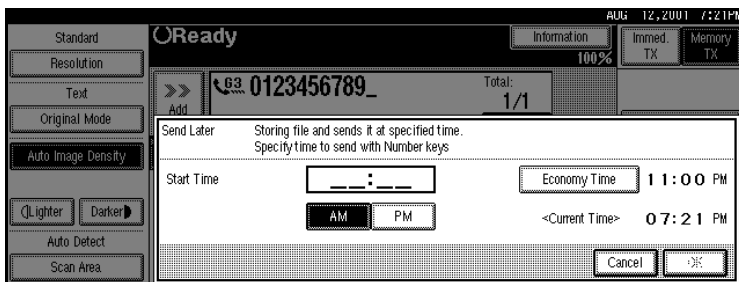 AUG 12,2001 7:21PM
Standard
Resolution
Text
Original Mode
Auto Image Density
Lighter Darker
Auto Detect
Scan Area
Ready
Information
100%
Immed. TX
Memory TX
Add
G3 0123456789_
Total:
1/1
Send Later
Storing file and sends it at specified time.
Specify time to send with Number keys
Start Time
__:__
AM PM
Economy Time 11:00 PM
<Current Time> 07:21 PM
Cancel OK